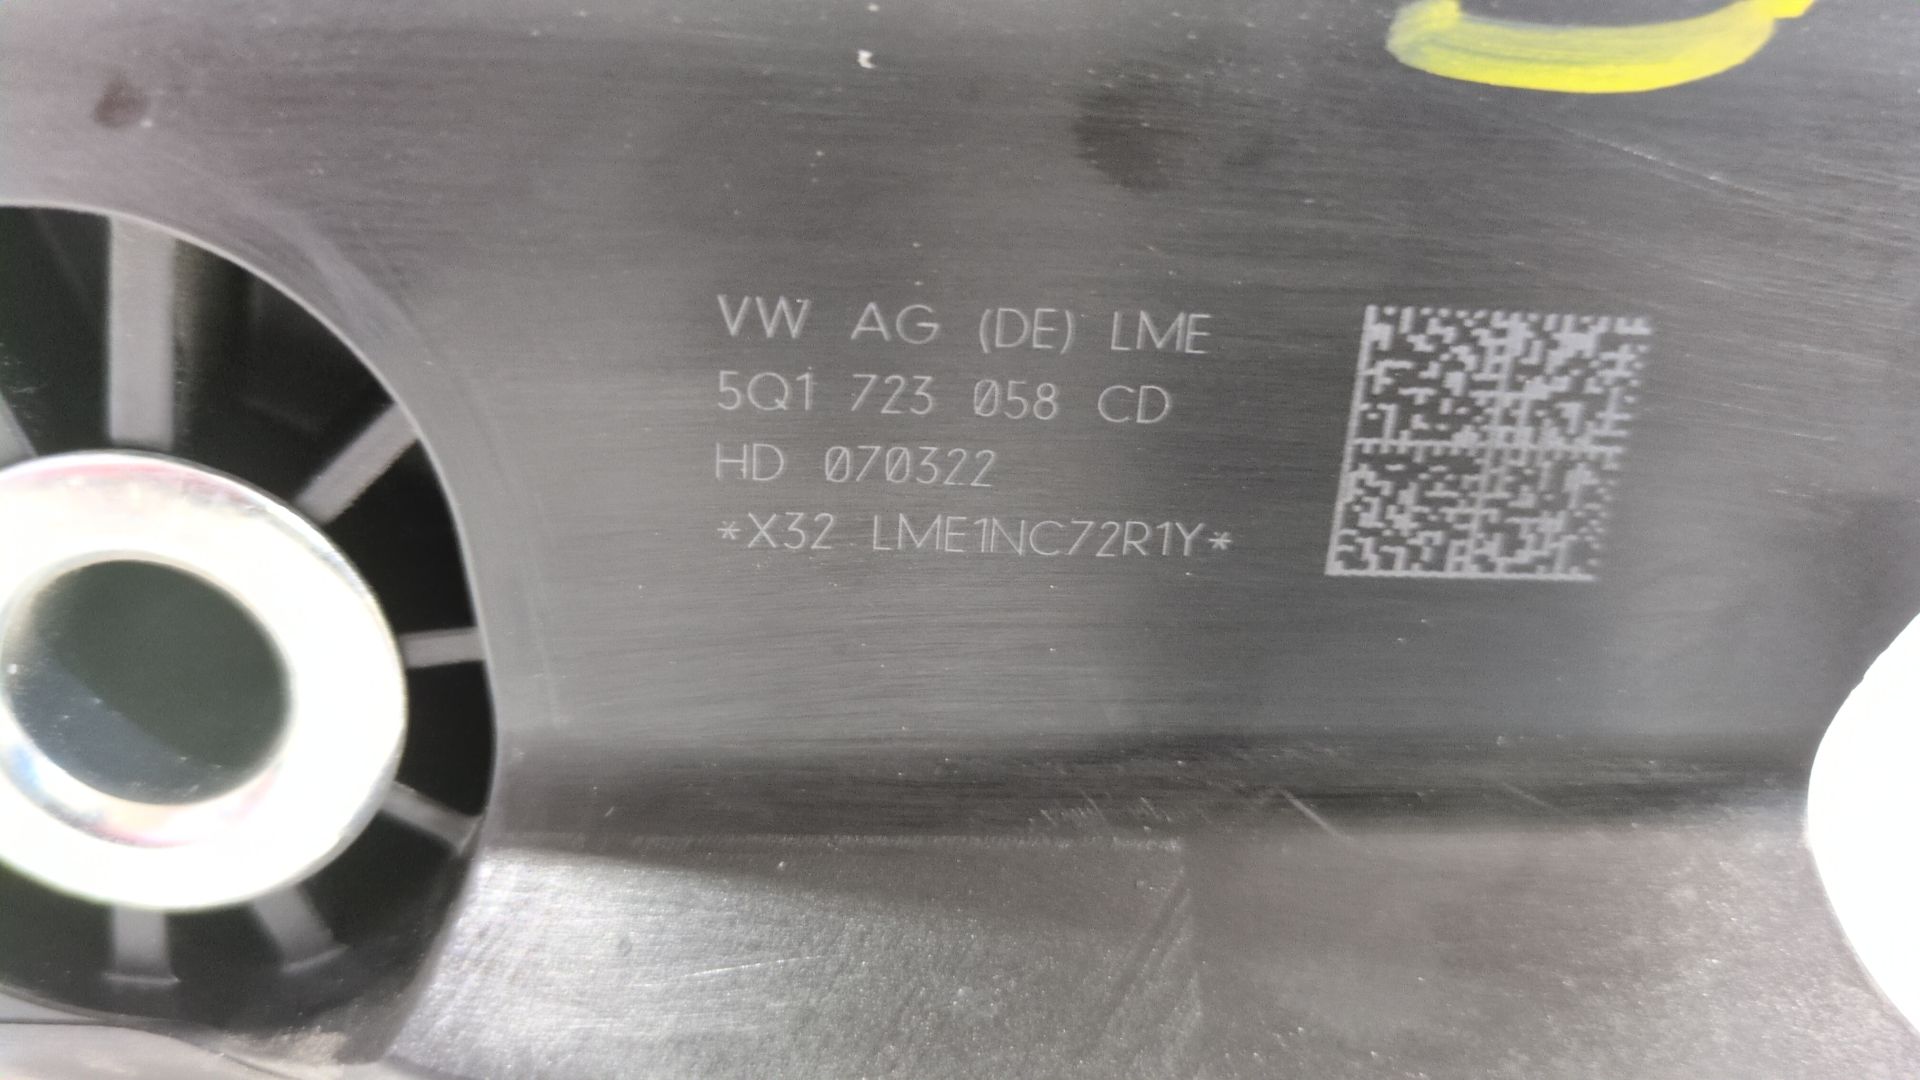 VW AG (DE) LME
5Q1 723 058 CD
HD 070322
*X32 LME1NC72R1Y*